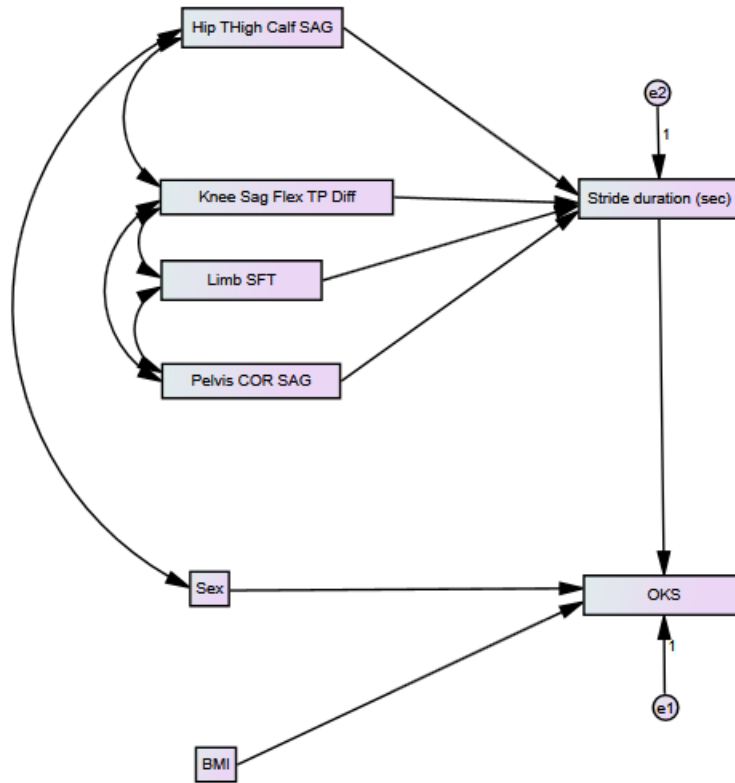 Hip THigh Calf SAG
e2
1
Knee Sag Flex TP Diff
Stride duration (sec)
Limb SFT
Pelvis COR SAG
Sex
OKS
1
e1
BMI